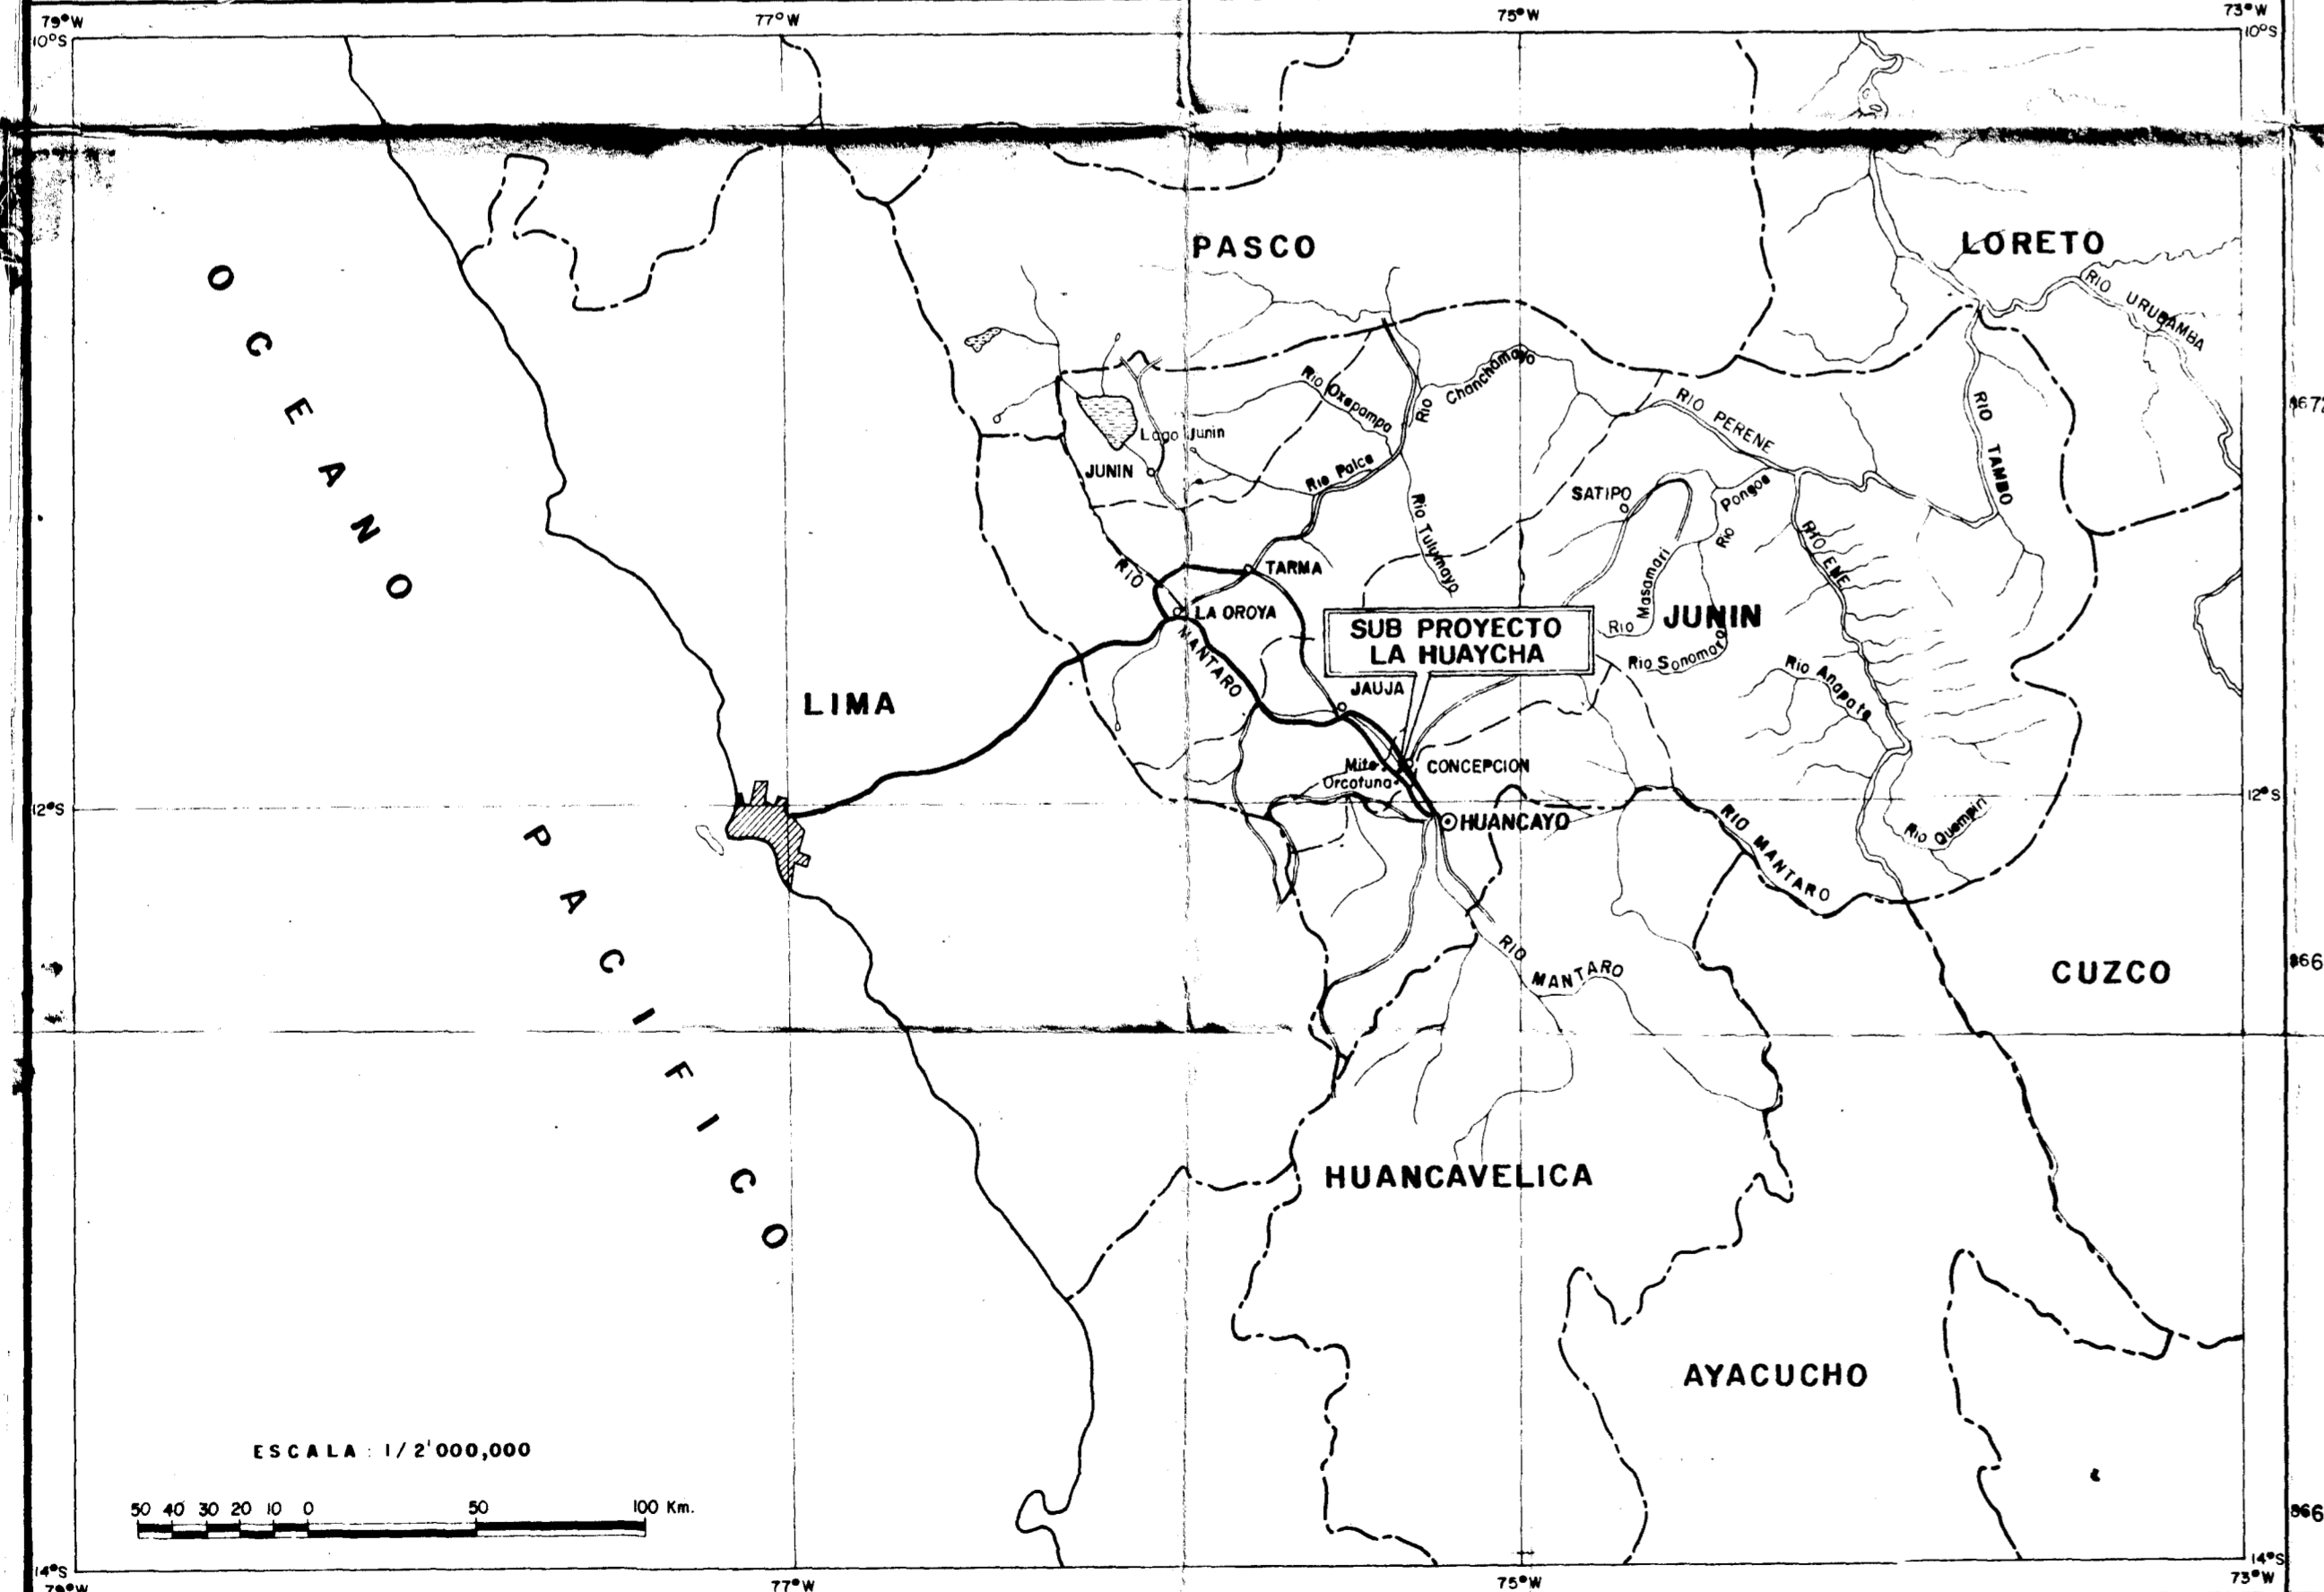 79°W
77°W
75°W
73°W
10°S
10°S
PASCO
LORETO
OCEANO
RIO URUBAMBA
Chanchamayo
Rio
Rio Oxapampa
RIO PERENE
RIO TAMBO
Lago Junin
JUNIN
Rio Palca
SATIPO
Pongoa
Rio
Rio Tulumayo
RIO ENE
RIO
TARMA
Masamari
Rio
LA OROYA
JUNIN
SUB PROYECTO
LA HUAYCHA
MANTARO
Rio Sonomoro
Rio Anapate
JAUJA
LIMA
Mito
CONCEPCION
Orcotuna
12°S
12°S
HUANCAYO
RIO MANTARO
Rio Quempiri
PACIFICO
RIO MANTARO
CUZCO
HUANCAVELICA
AYACUCHO
ESCALA : 1/2'000,000
50 40 30 20 10 0 50 100 Km.
14°S
14°S
79°W
77°W
75°W
73°W